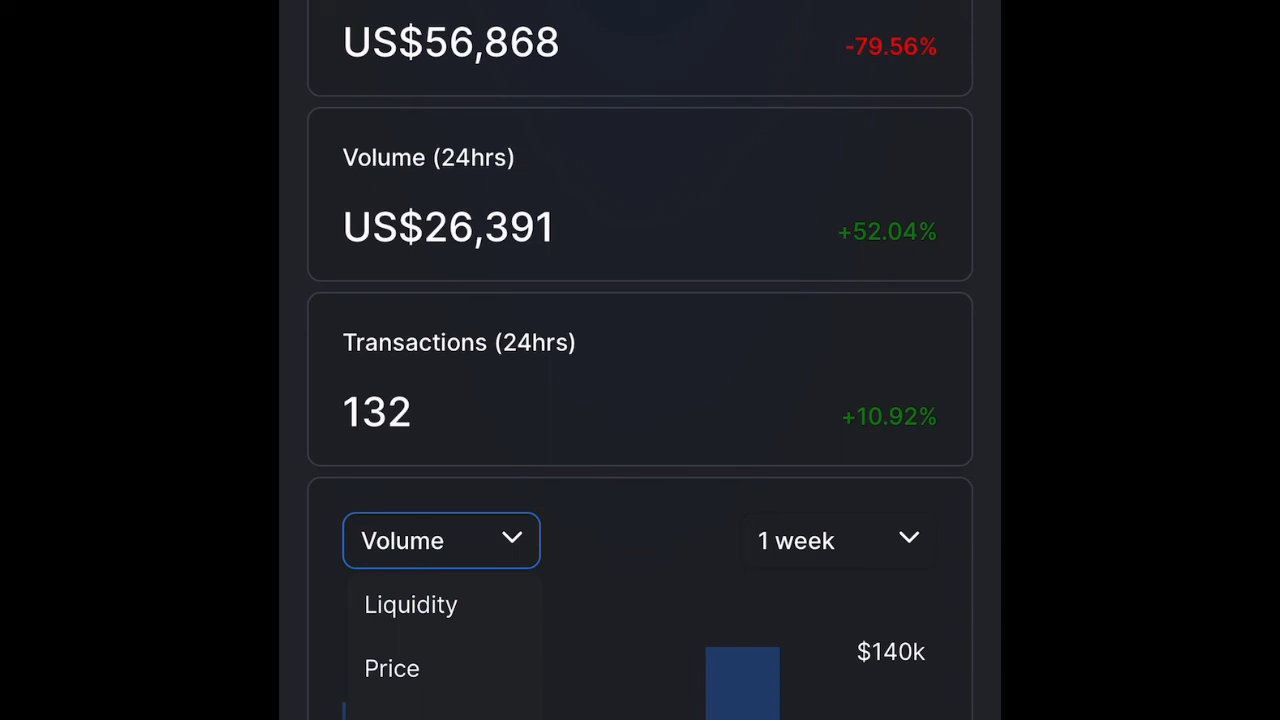 US$56,868 -79.56%
Volume (24hrs)
US$26,391 +52.04%
Transactions (24hrs)
132 +10.92%
Volume 1 week
Liquidity
$140k
Price